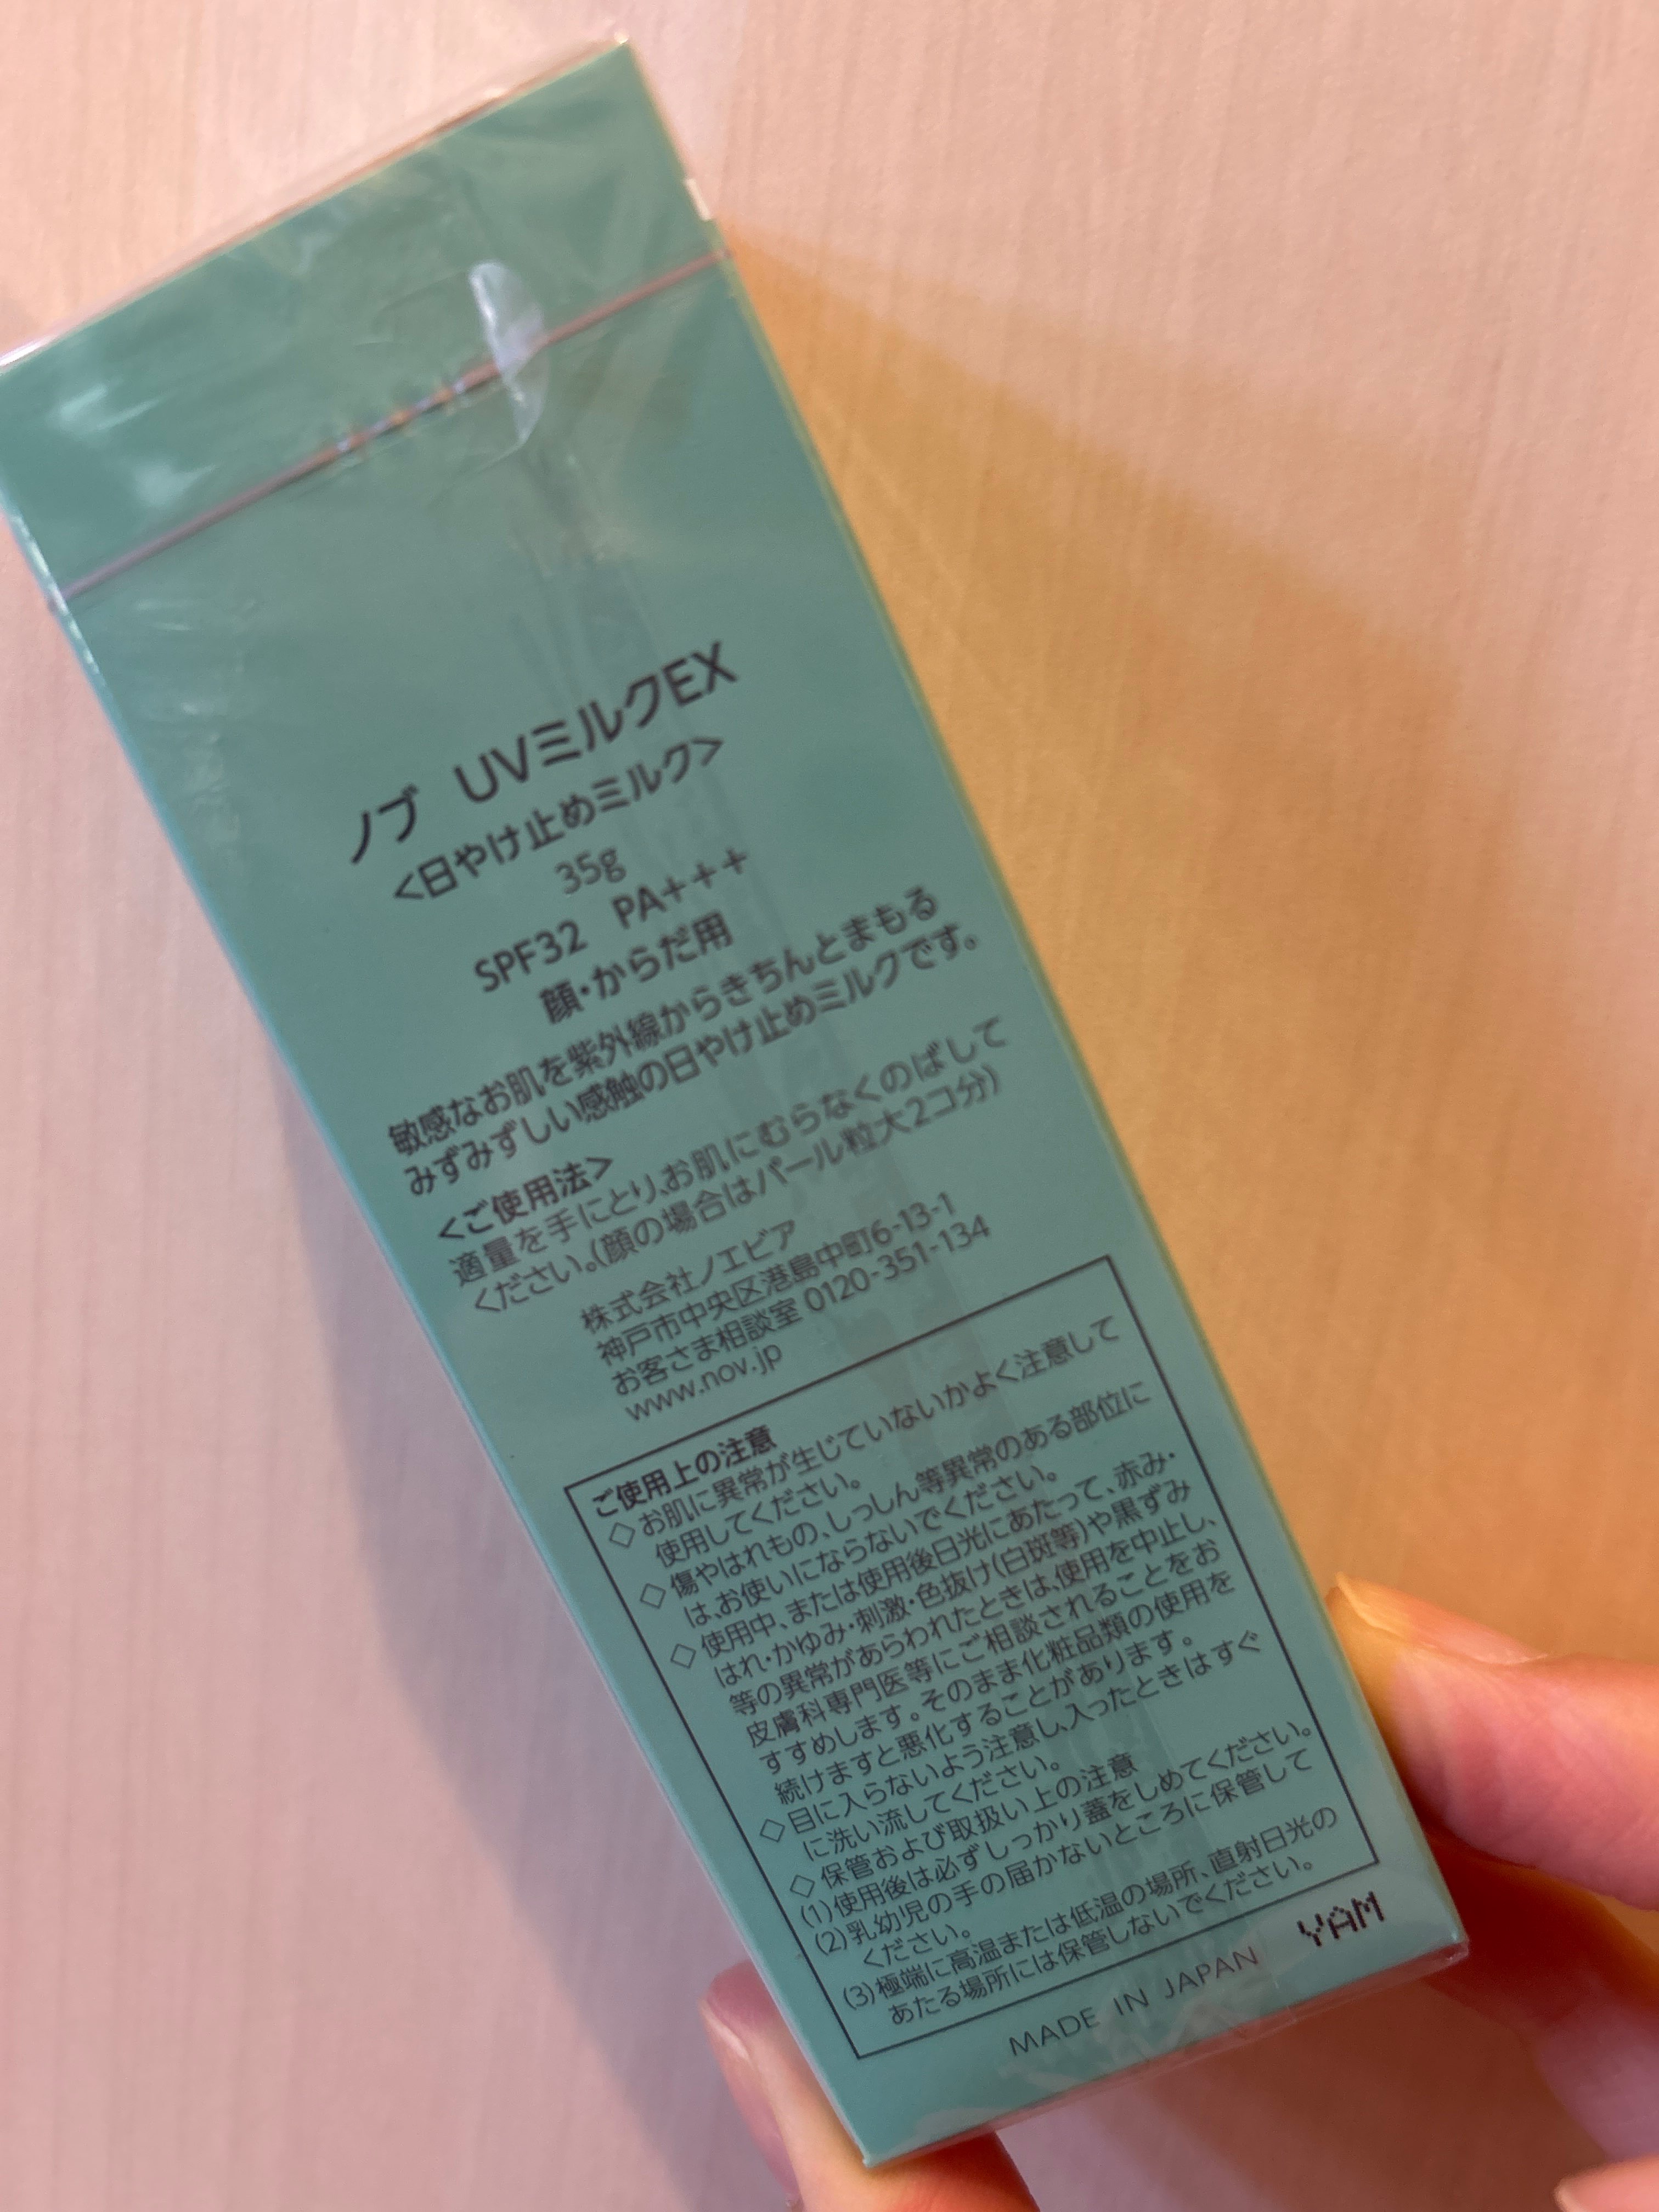 ノブ UVミルクEX
<日やけ止めミルク>
35g
SPF32 PA+++
顔・からだ用
敏感なお肌を紫外線からきちんとまもる
みずみずしい感触の日やけ止めミルクです。
<ご使用法>
適量を手にとり、お肌にむらなくのばして
ください。(顔の場合はパール粒大2コ分)
株式会社ノエビア
神戸市中央区港島中町6-13-1
お客さま相談室 0120-351-134
www.nov.jp
ご使用上の注意
◇お肌に異常が生じていないかよく注意して
使用してください。
◇傷やはれもの、しっしん等異常のある部位に
は、お使いにならないでください。
◇使用中、または使用後日光にあたって、赤み・
はれ・かゆみ・刺激・色抜け(白斑等)や黒ずみ
等の異常があらわれたときは、使用を中止し、
皮膚科専門医等にご相談されることをお
すすめします。そのまま化粧品類の使用を
続けますと悪化することがあります。
◇目に入らないよう注意し、入ったときはすぐ
に洗い流してください。
◇保管および取扱い上の注意
(1)使用後は必ずしっかり蓋をしめてください。
(2)乳幼児の手の届かないところに保管して
ください。
(3)極端に高温または低温の場所、直射日光の
あたる場所には保管しないでください。
MADE IN JAPAN YAM